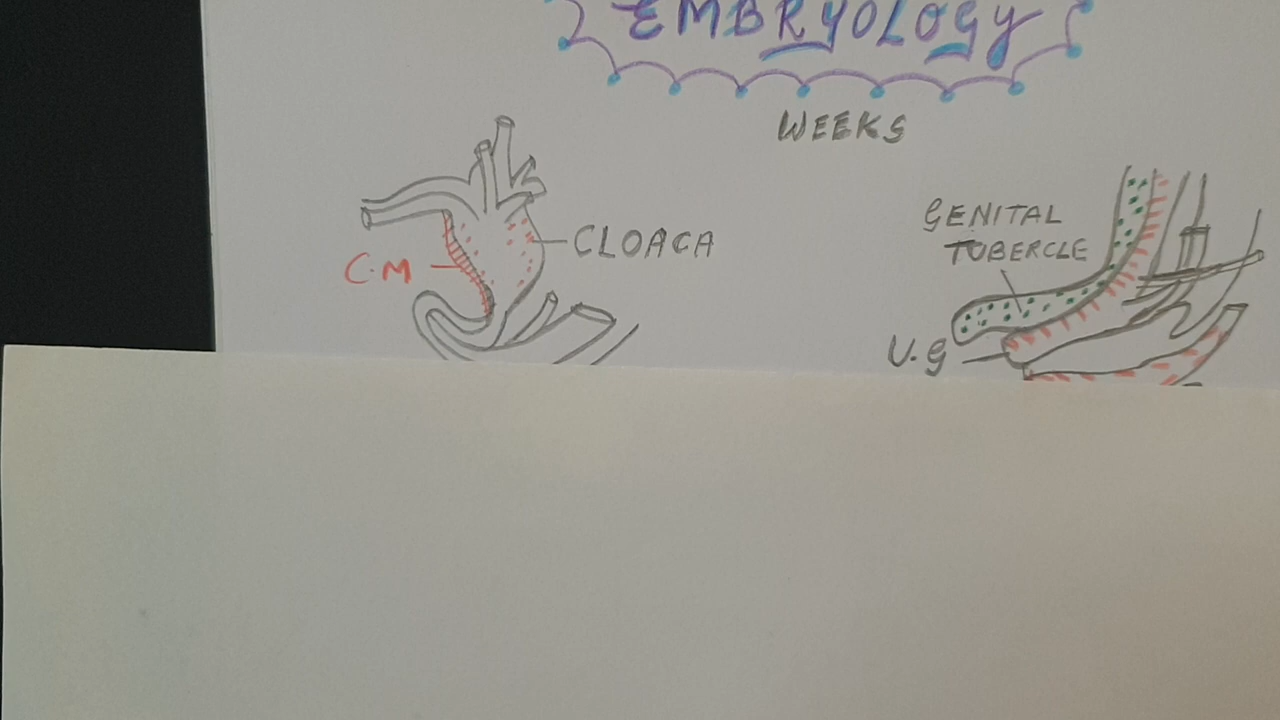 EMBRYOLOGY
WEEKS
C.M
CLOACA
GENITAL
TUBERCLE
U.g